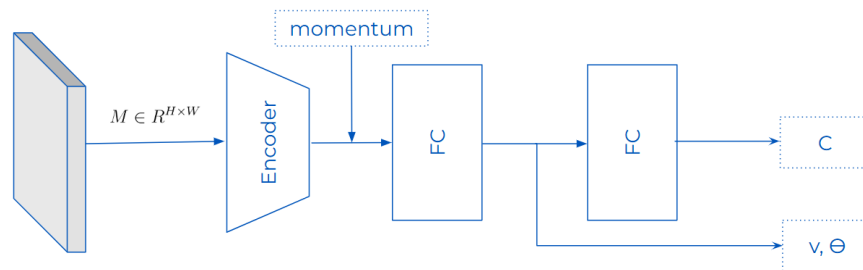 momentum
M ∈ R^{H×W}
Encoder
FC
FC
C
v, Θ